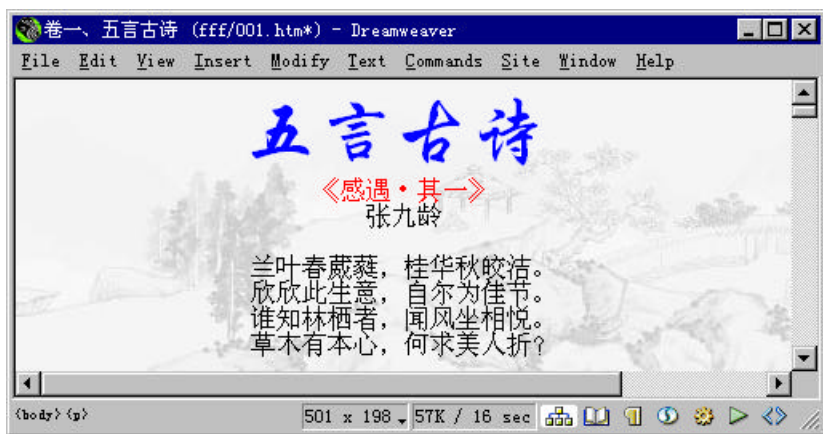 卷一、五言古诗 (fff/001.htm*) - Dreamweaver
File Edit View Insert Modify Text Commands Site Window Help
五言古诗
《感遇·其一》
张九龄
兰叶春葳蕤，桂华秋皎洁。
欣欣此生意，自尔为佳节。
谁知林栖者，闻风坐相悦。
草木有本心，何求美人折?
<body> <p> 501 x 198 57K / 16 sec